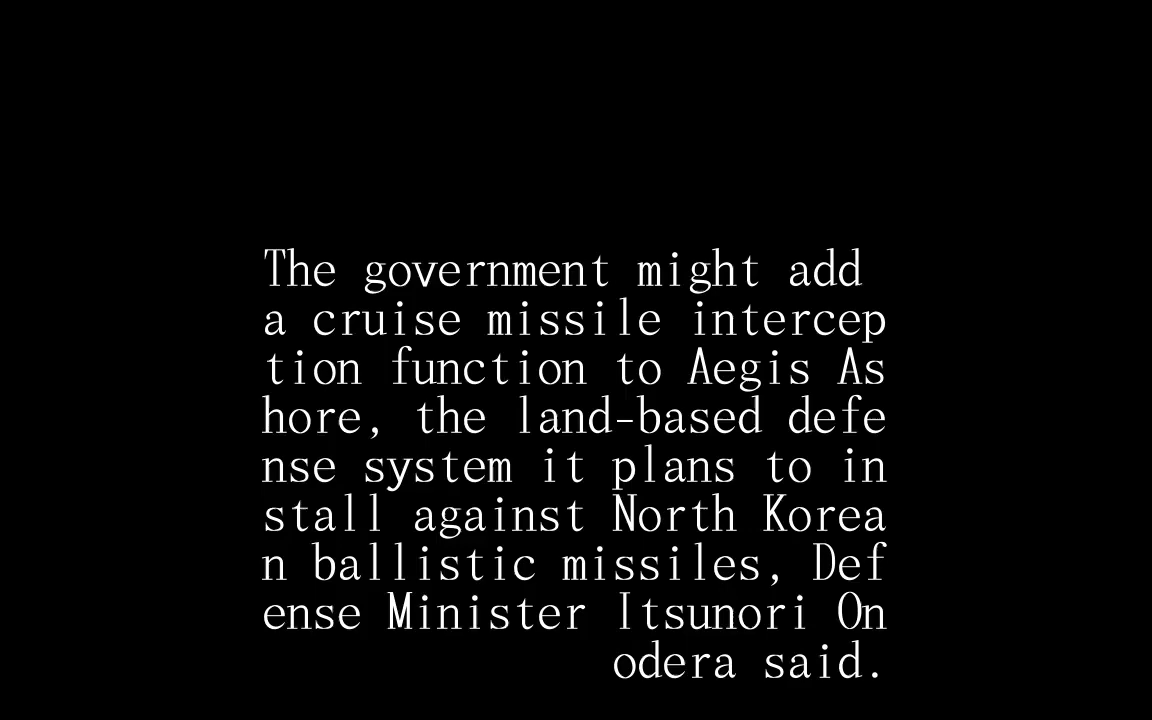 The government might add
a cruise missile intercep
tion function to Aegis As
hore, the land-based defe
nse system it plans to in
stall against North Korea
n ballistic missiles, Def
ense Minister Itsunori On
odera said.